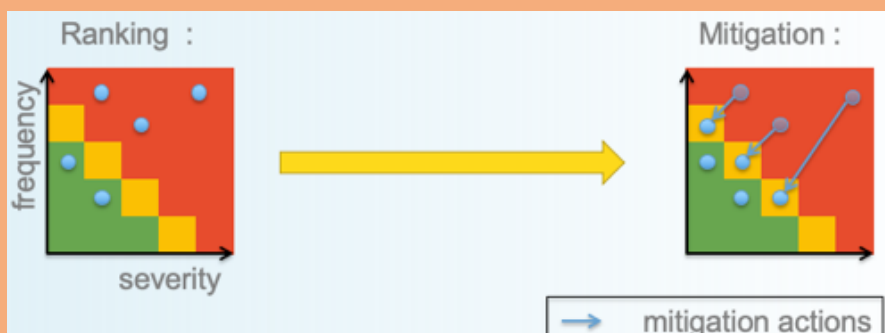 Ranking :
Mitigation :
frequency
severity
mitigation actions